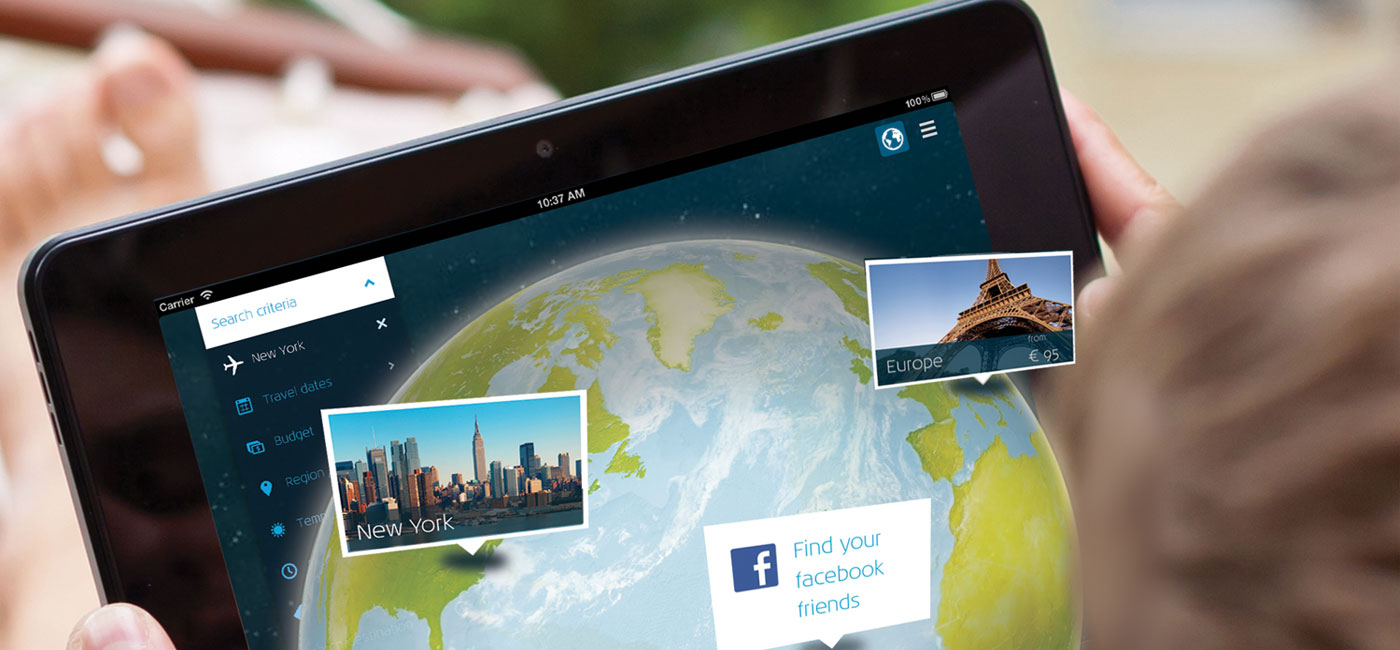 100%
10:37 AM
Carrier
Search criteria
New York
Travel dates
Budget
Region
New York
Europe
from
€ 95
f
Find your
facebook
friends